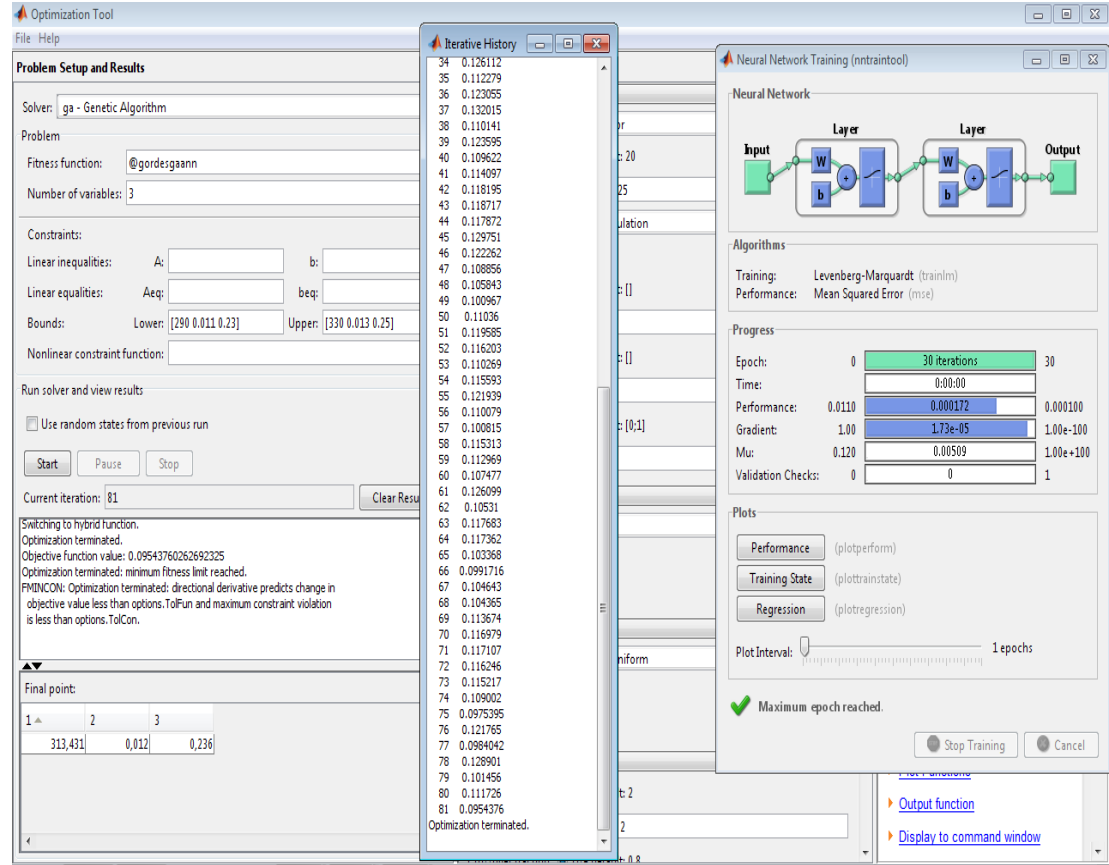 Optimization Tool
File Help
Problem Setup and Results
Solver: ga - Genetic Algorithm
Problem
Fitness function: @gordesgaann
Number of variables: 3
Constraints:
Linear inequalities: A: b:
Linear equalities: Aeq: beq:
Bounds: Lower: [290 0.011 0.23] Upper: [330 0.013 0.25]
Nonlinear constraint function:
Run solver and view results
Use random states from previous run
Start Pause Stop
Current iteration: 81 Clear Resu
Switching to hybrid function.
Optimization terminated.
Objective function value: 0.09543760262692325
Optimization terminated: minimum fitness limit reached.
FMINCON: Optimization terminated: directional derivative predicts change in
objective value less than options.TolFun and maximum constraint violation
is less than options.TolCon.
Final point:
1 2 3
313,431 0,012 0,236
Iterative History
34 0.126112
35 0.112279
36 0.123055
37 0.132015
38 0.110141
39 0.123595
40 0.109622
41 0.114097
42 0.118195
43 0.118717
44 0.117872
45 0.129751
46 0.122262
47 0.108856
48 0.105843
49 0.100967
50 0.11036
51 0.119585
52 0.116203
53 0.110269
54 0.115593
55 0.121939
56 0.110079
57 0.100815
58 0.115313
59 0.112969
60 0.107477
61 0.126099
62 0.10531
63 0.117683
64 0.117362
65 0.103368
66 0.0991716
67 0.104643
68 0.104365
69 0.113674
70 0.116979
71 0.117107
72 0.116246
73 0.115217
74 0.109002
75 0.0975395
76 0.121765
77 0.0984042
78 0.128901
79 0.101456
80 0.111726
81 0.0954376
Optimization terminated.
or
t: 20
25
ulation
t: []
t: []
t: [0;1]
niform
t: 2
2
Neural Network Training (nntraintool)
Neural Network
Layer Layer
Input W b + W b + Output
Algorithms
Training: Levenberg-Marquardt (trainlm)
Performance: Mean Squared Error (mse)
Progress
Epoch: 0 30 iterations 30
Time: 0:00:00
Performance: 0.0110 0.000172 0.000100
Gradient: 1.00 1.73e-05 1.00e-100
Mu: 0.120 0.00509 1.00e+100
Validation Checks: 0 0 1
Plots
Performance (plotperform)
Training State (plottrainstate)
Regression (plotregression)
Plot Interval: 1 epochs
Maximum epoch reached.
Stop Training Cancel
Output function
Display to command window